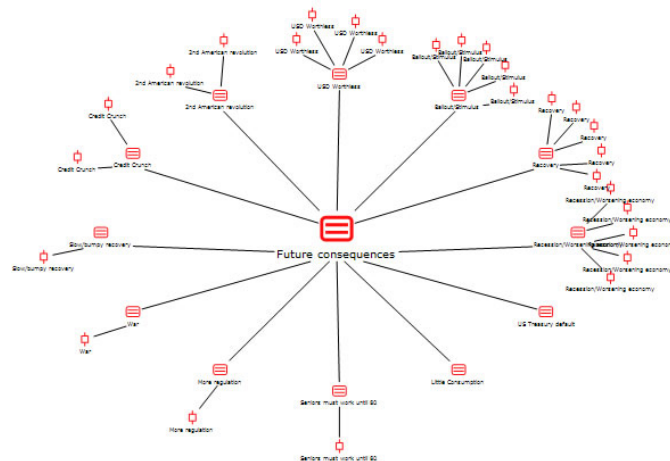 USD Worthless
USD Worthless
USD Worthless
USD Worthless
USD Worthless
2nd American revolution
2nd American revolution
2nd American revolution
Bailout/Stimulus
Bailout/Stimulus
Bailout/Stimulus
Bailout/Stimulus
Bailout/Stimulus
Bailout/Stimulus
Credit Crunch
Credit Crunch
Credit Crunch
Recovery
Recovery
Recovery
Recovery
Recovery
Recovery
Recession/Worsening economy
Recession/Worsening economy
Recession/Worsening economy
Recession/Worsening economy
Recession/Worsening economy
Recession/Worsening economy
Slow/bumpy recovery
Slow/bumpy recovery
Future consequences
War
War
US Treasury default
More regulation
More regulation
Little Consumption
Seniors must work until 80
Seniors must work until 80